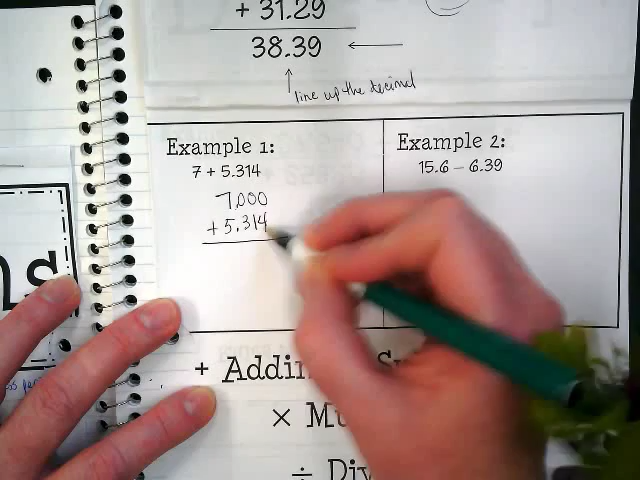 + 31.29
38.39
line up the decimal
Example 1:
7 + 5.314
7.000
+ 5.314
Example 2:
15.6 – 6.39
+ Addin
× Mu
÷ Div